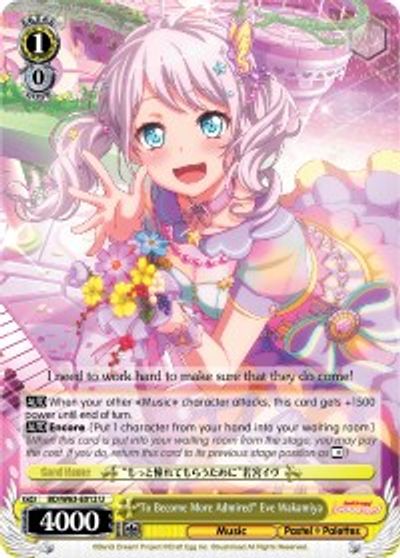 1
0
I need to work hard to make sure that they do come!
【AUTO】 When your other «Music» character attacks, this card gets +1500
power until end of turn.
【AUTO】 Encore [Put 1 character from your hand into your waiting room]
(When this card is put into your waiting room from the stage, you may pay
the cost. If you do, return this card to its previous stage position as
Card Name "もっと憧れてもらうために"若宮イヴ
4000
"To Become More Admired" Eve Wakamiya
Music
Pastel*Palettes